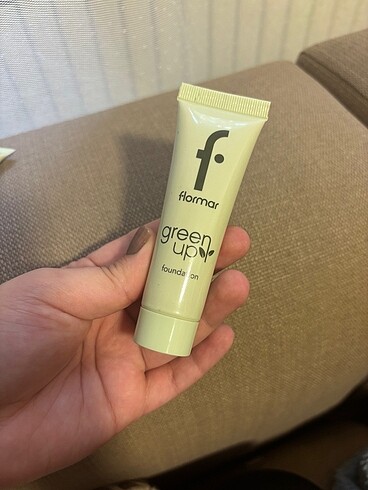 f
flormar
green
up
foundation